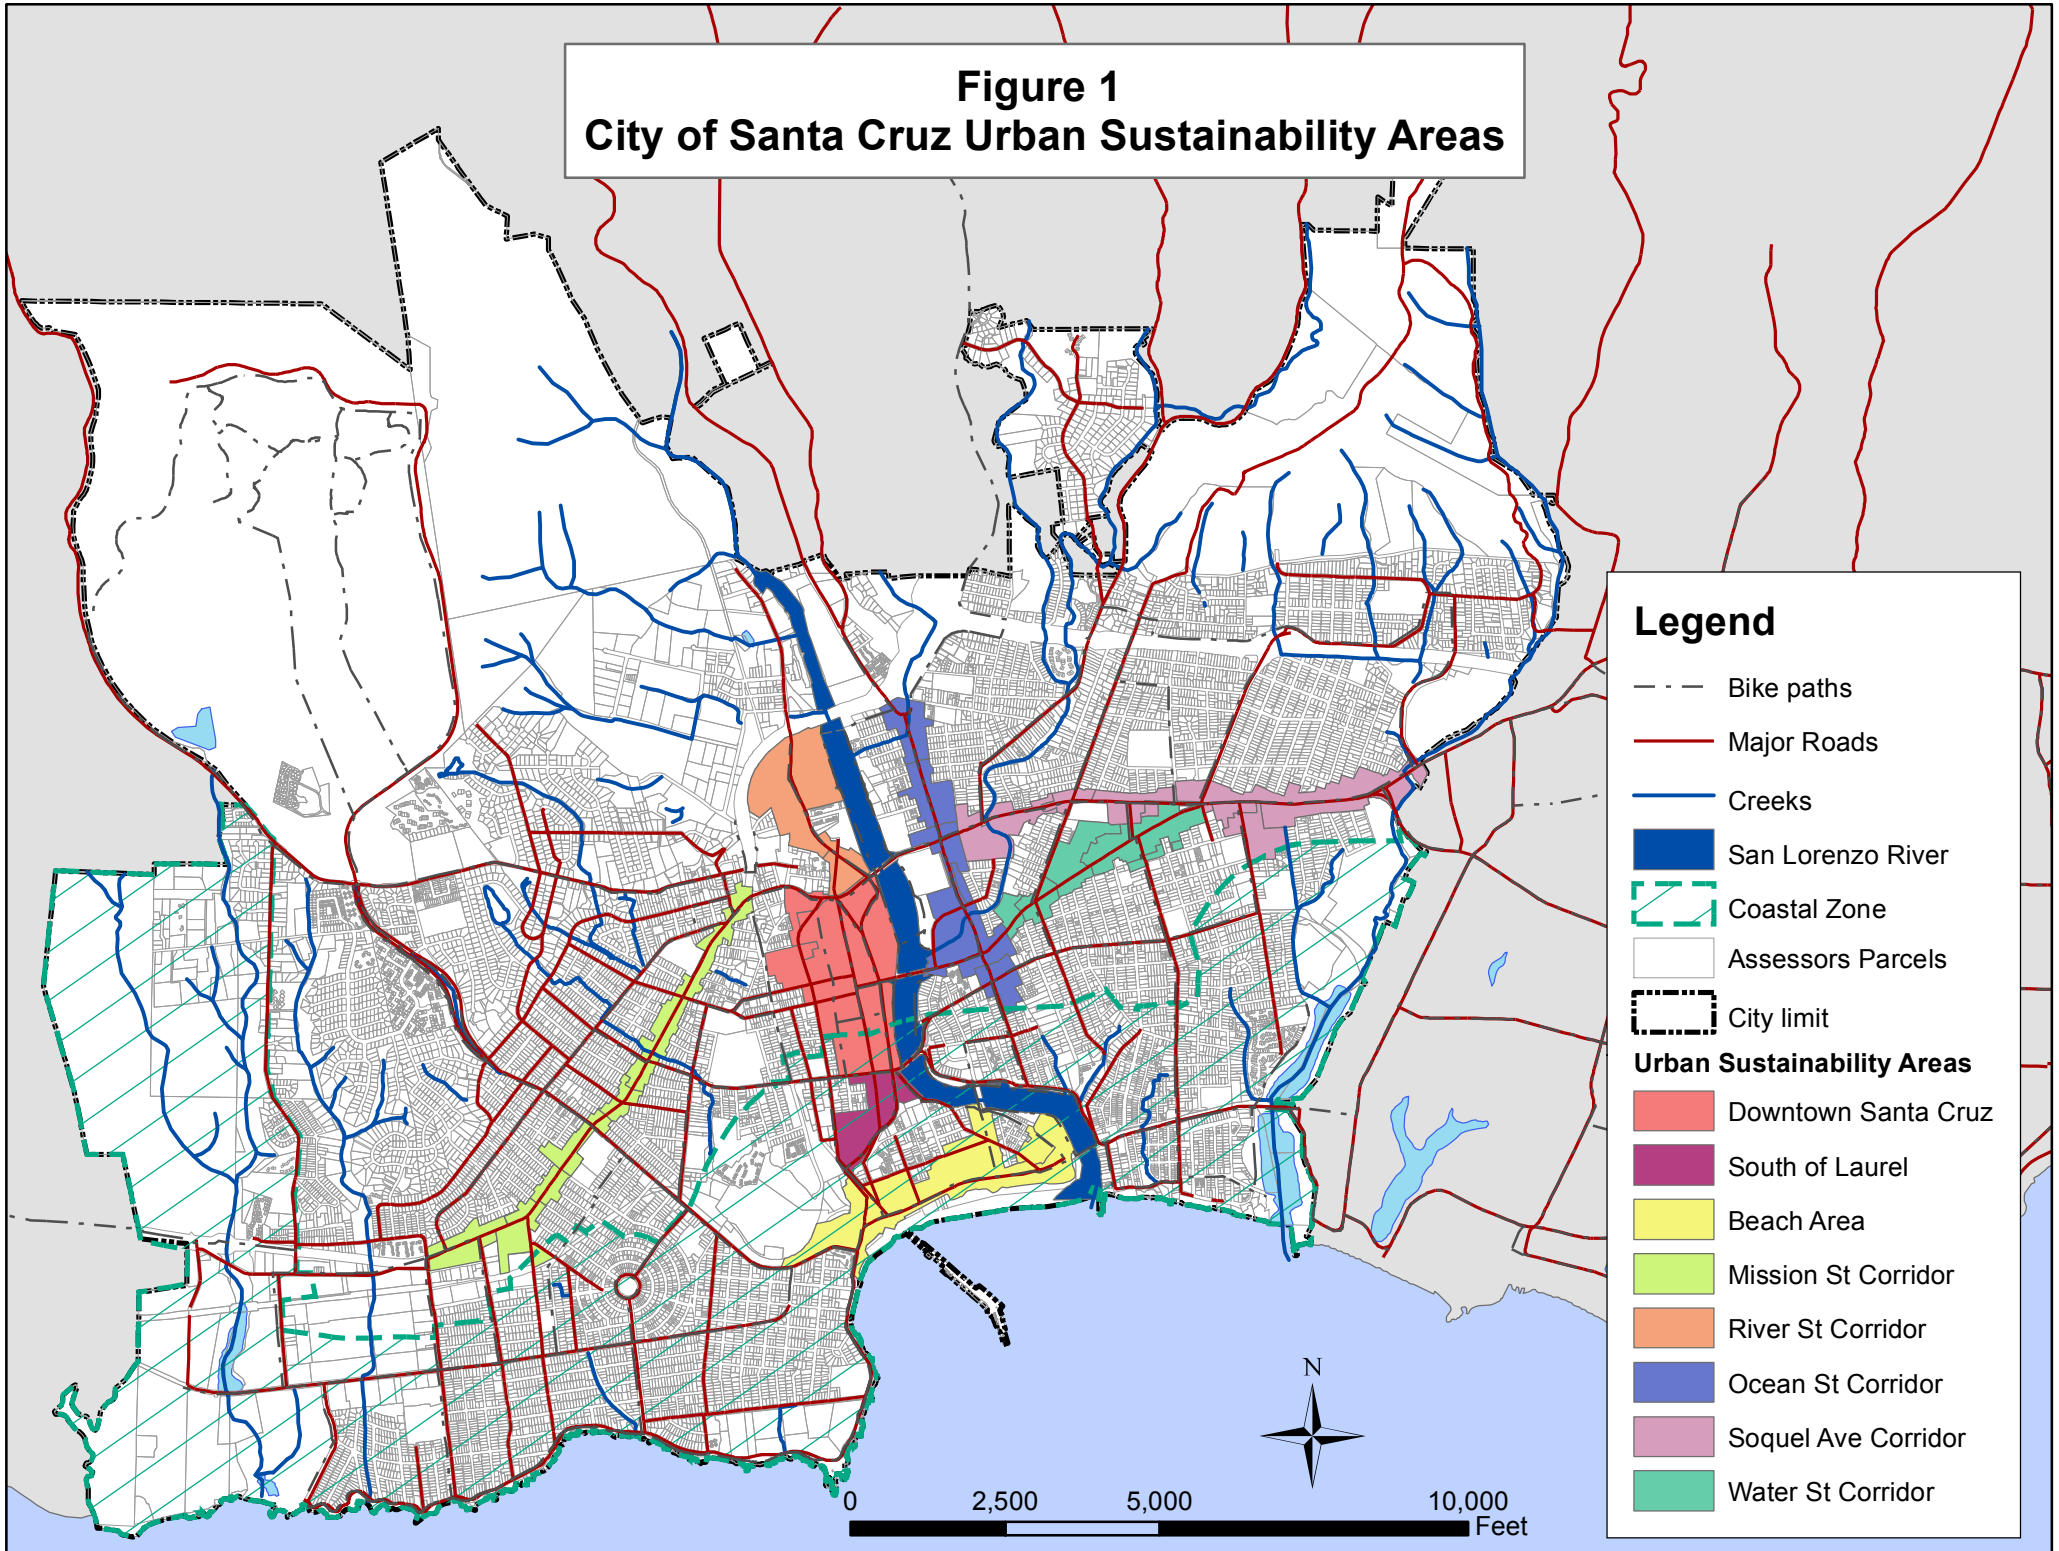 Figure 1
City of Santa Cruz Urban Sustainability Areas
Legend
Bike paths
Major Roads
Creeks
San Lorenzo River
Coastal Zone
Assessors Parcels
City limit
Urban Sustainability Areas
Downtown Santa Cruz
South of Laurel
Beach Area
Mission St Corridor
River St Corridor
Ocean St Corridor
Soquel Ave Corridor
Water St Corridor
N
0 2,500 5,000 10,000
Feet